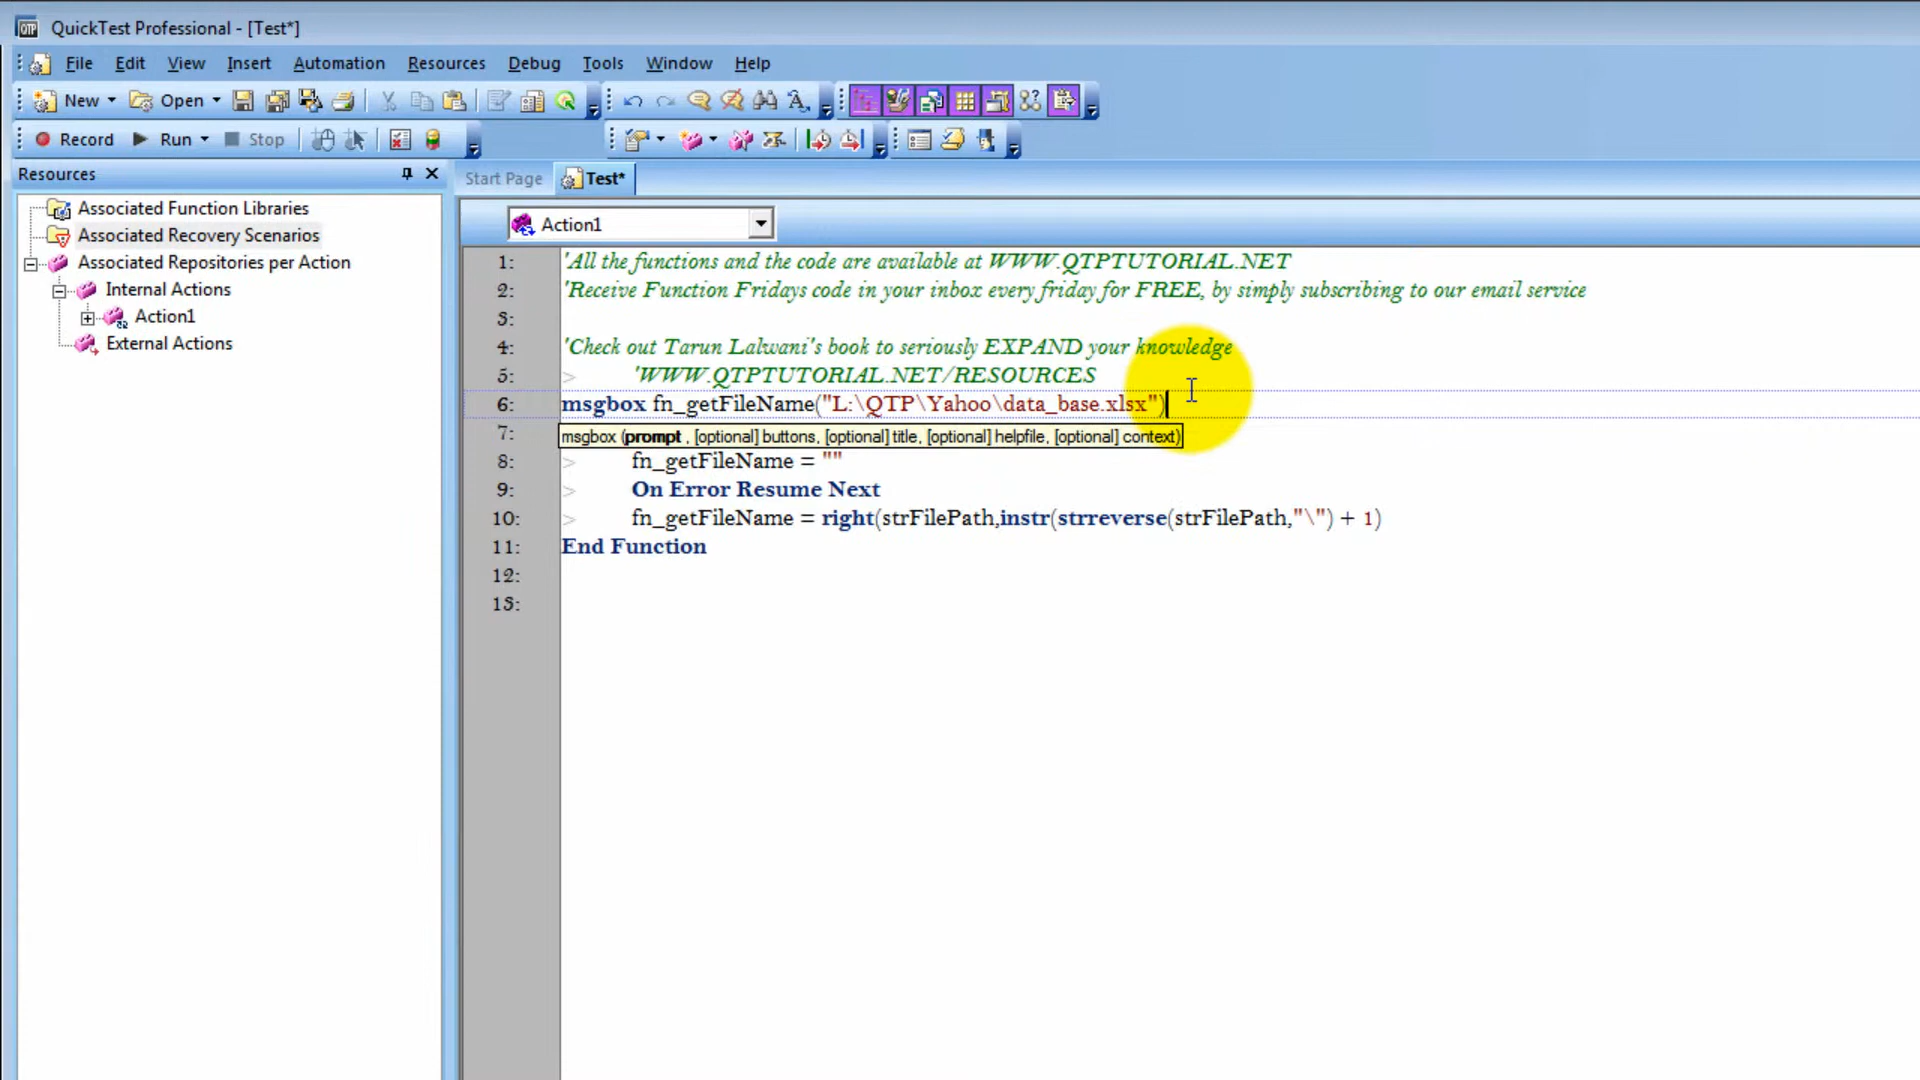 QTP QuickTest Professional - [Test*]
File Edit View Insert Automation Resources Debug Tools Window Help
New Open
Record Run Stop
Resources
Start Page Test*
Associated Function Libraries
Associated Recovery Scenarios
Associated Repositories per Action
Internal Actions
Action1
External Actions
Action1
1: 'All the functions and the code are available at WWW.QTPTUTORIAL.NET
2: 'Receive Function Fridays code in your inbox every friday for FREE, by simply subscribing to our email service
3:
4: 'Check out Tarun Lalwani's book to seriously EXPAND your knowledge
5: 'WWW.QTPTUTORIAL.NET/RESOURCES
6: msgbox fn_getFileName("L:\QTP\Yahoo\data_base.xlsx")
7: msgbox (prompt , [optional] buttons, [optional] title, [optional] helpfile, [optional] context)
8: fn_getFileName = ""
9: On Error Resume Next
10: fn_getFileName = right(strFilePath,instr(strreverse(strFilePath,"\") + 1)
11: End Function
12:
13: